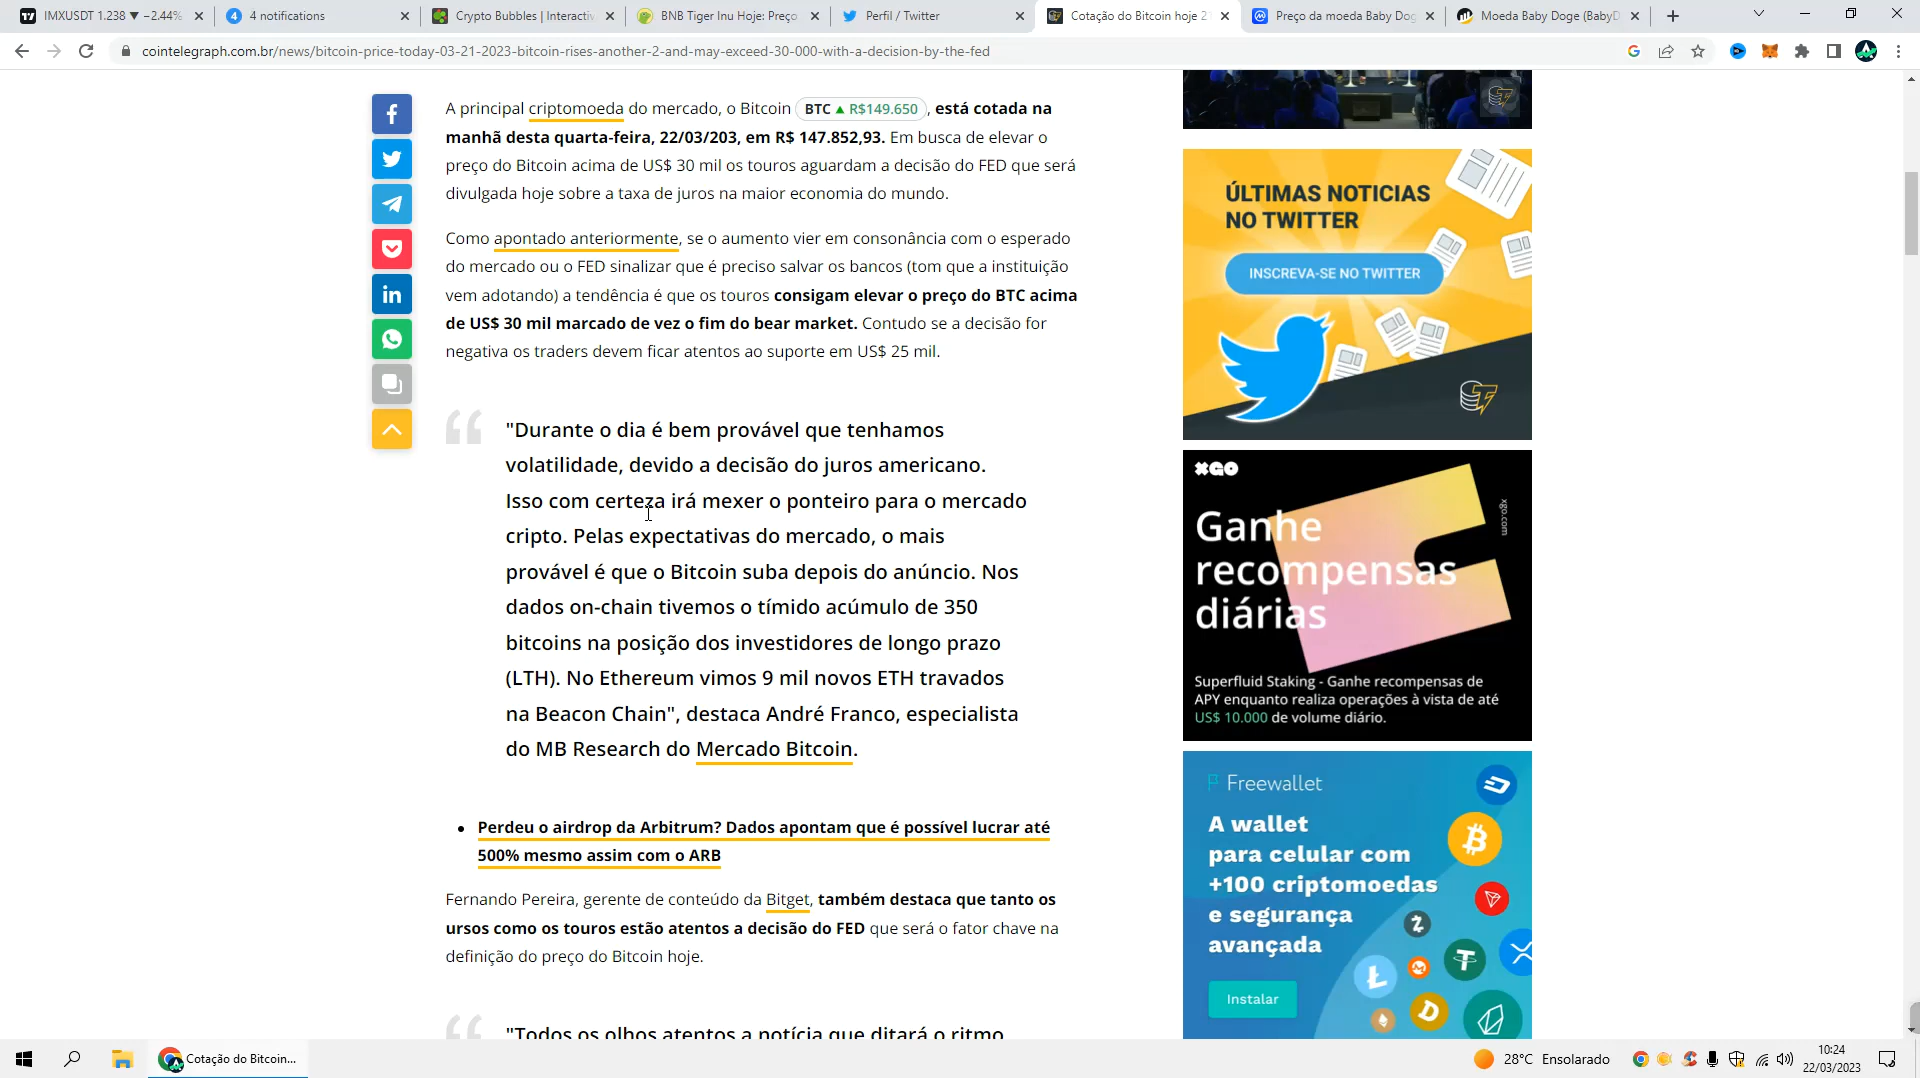 IMXUSDT 1.238 ▼ −2.44%
4 notifications
Crypto Bubbles | Interactiv
BNB Tiger Inu Hoje: Preço
Perfil / Twitter
Cotação do Bitcoin hoje 2
Preço da moeda Baby Dog
Moeda Baby Doge (BabyD
cointelegraph.com.br/news/bitcoin-price-today-03-21-2023-bitcoin-rises-another-2-and-may-exceed-30-000-with-a-decision-by-the-fed
A principal criptomoeda do mercado, o Bitcoin BTC ▲ R$149.650, está cotada na
manhã desta quarta-feira, 22/03/203, em R$ 147.852,93. Em busca de elevar o
preço do Bitcoin acima de US$ 30 mil os touros aguardam a decisão do FED que será
divulgada hoje sobre a taxa de juros na maior economia do mundo.
Como apontado anteriormente, se o aumento vier em consonância com o esperado
do mercado ou o FED sinalizar que é preciso salvar os bancos (tom que a instituição
vem adotando) a tendência é que os touros consigam elevar o preço do BTC acima
de US$ 30 mil marcado de vez o fim do bear market. Contudo se a decisão for
negativa os traders devem ficar atentos ao suporte em US$ 25 mil.
"Durante o dia é bem provável que tenhamos
volatilidade, devido a decisão do juros americano.
Isso com certeza irá mexer o ponteiro para o mercado
cripto. Pelas expectativas do mercado, o mais
provável é que o Bitcoin suba depois do anúncio. Nos
dados on-chain tivemos o tímido acúmulo de 350
bitcoins na posição dos investidores de longo prazo
(LTH). No Ethereum vimos 9 mil novos ETH travados
na Beacon Chain", destaca André Franco, especialista
do MB Research do Mercado Bitcoin.
• Perdeu o airdrop da Arbitrum? Dados apontam que é possível lucrar até
500% mesmo assim com o ARB
Fernando Pereira, gerente de conteúdo da Bitget, também destaca que tanto os
ursos como os touros estão atentos a decisão do FED que será o fator chave na
definição do preço do Bitcoin hoje.
"Todos os olhos atentos a notícia que ditará o ritmo
ÚLTIMAS NOTICIAS
NO TWITTER
INSCREVA-SE NO TWITTER
XGO
xgo.com
Ganhe
recompensas
diárias
Superfluid Staking - Ganhe recompensas de
APY enquanto realiza operações à vista de até
US$ 10.000 de volume diário.
Freewallet
A wallet
para celular com
+100 criptomoedas
e segurança
avançada
Instalar
Cotação do Bitcoin...
28°C Ensolarado
10:24
22/03/2023